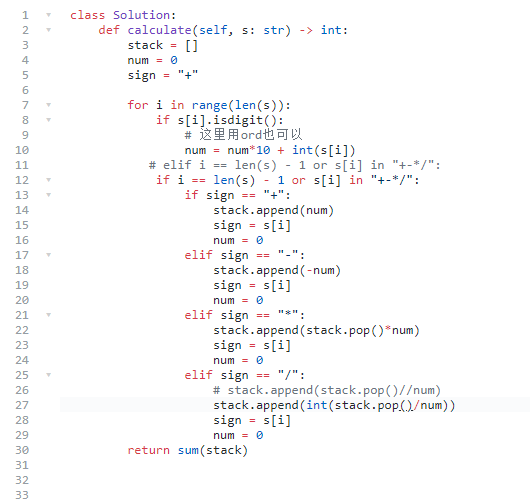 1 class Solution:
2     def calculate(self, s: str) -> int:
3         stack = []
4         num = 0
5         sign = "+"
6
7         for i in range(len(s)):
8             if s[i].isdigit():
9                 # 这里用ord也可以
10                 num = num*10 + int(s[i])
11            # elif i == len(s) - 1 or s[i] in "+-*/":
12             if i == len(s) - 1 or s[i] in "+-*/":
13                 if sign == "+":
14                     stack.append(num)
15                     sign = s[i]
16                     num = 0
17                 elif sign == "-":
18                     stack.append(-num)
19                     sign = s[i]
20                     num = 0
21                 elif sign == "*":
22                     stack.append(stack.pop()*num)
23                     sign = s[i]
24                     num = 0
25                 elif sign == "/":
26                     # stack.append(stack.pop()//num)
27                     stack.append(int(stack.pop()/num))
28                     sign = s[i]
29                     num = 0
30         return sum(stack)
31
32
33